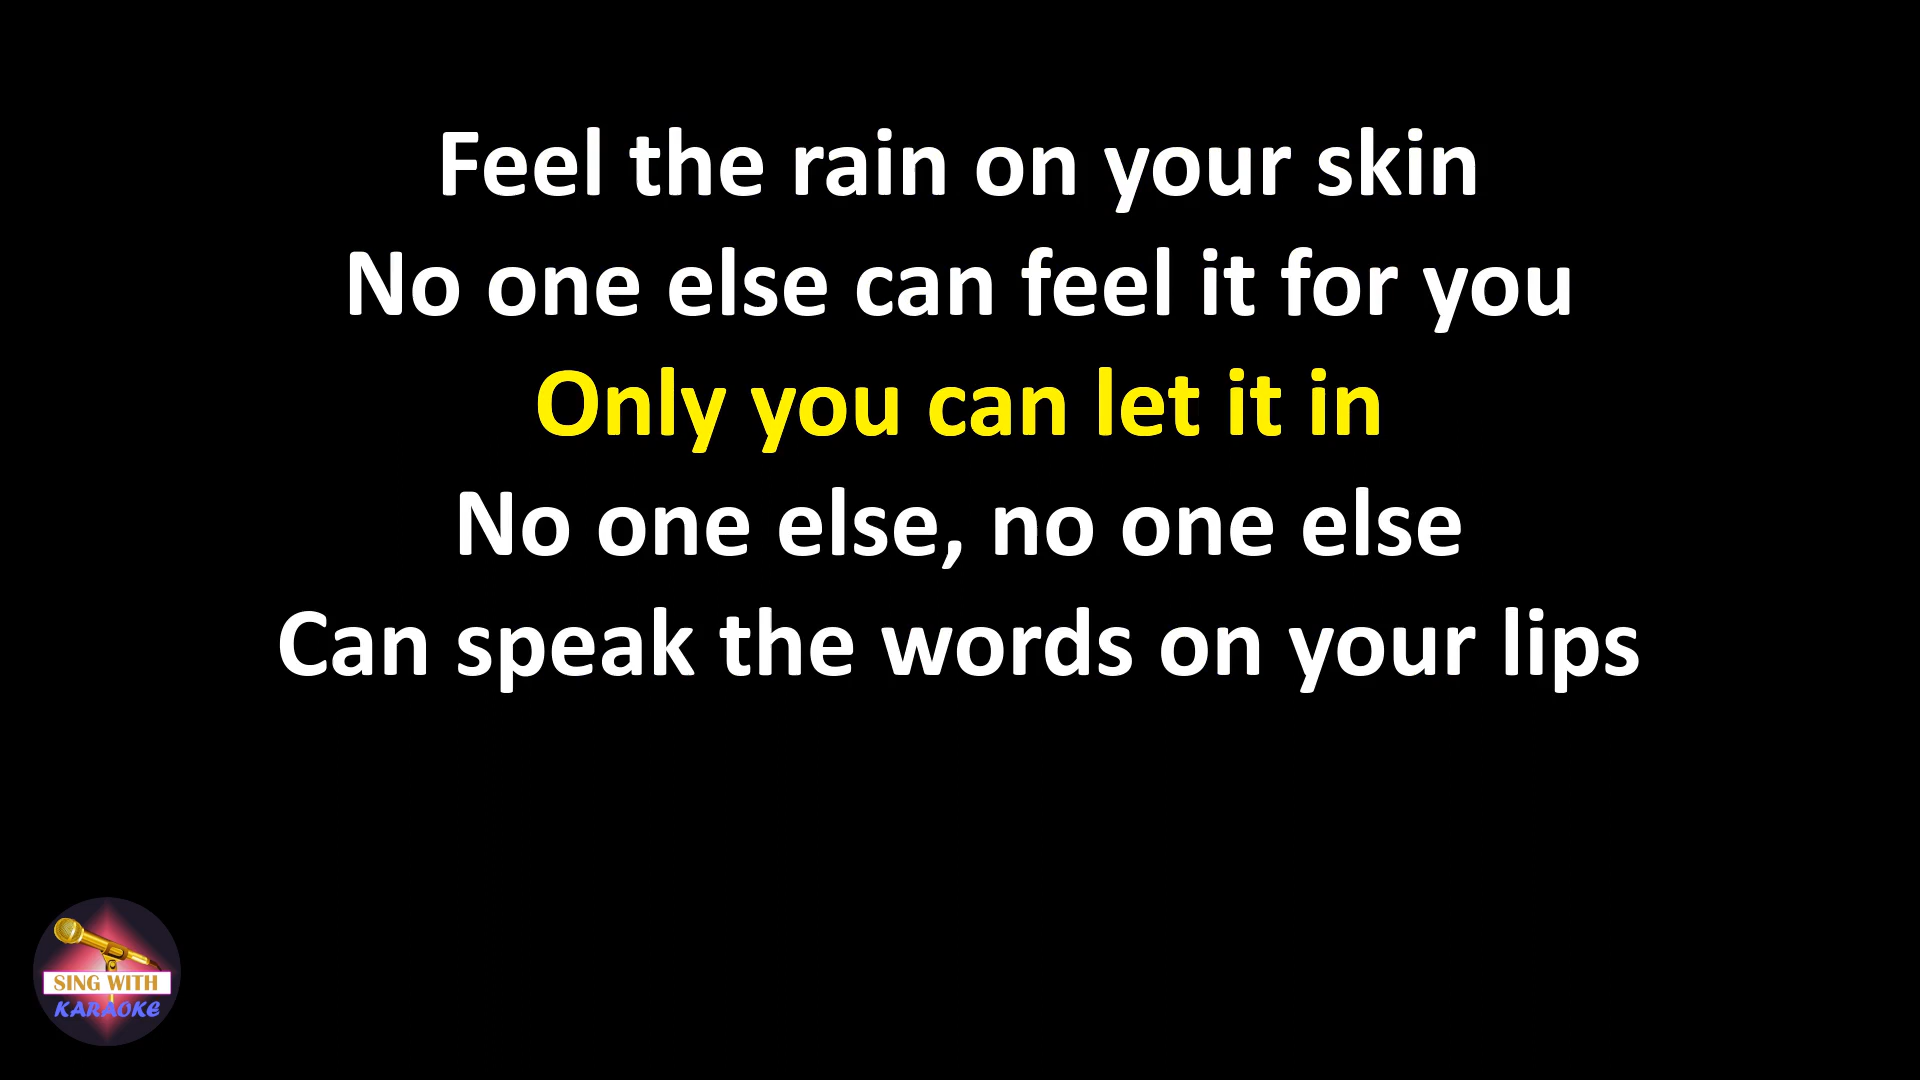 Feel the rain on your skin
No one else can feel it for you
Only you can let it in
No one else, no one else
Can speak the words on your lips
SING WITH
KARAOKE